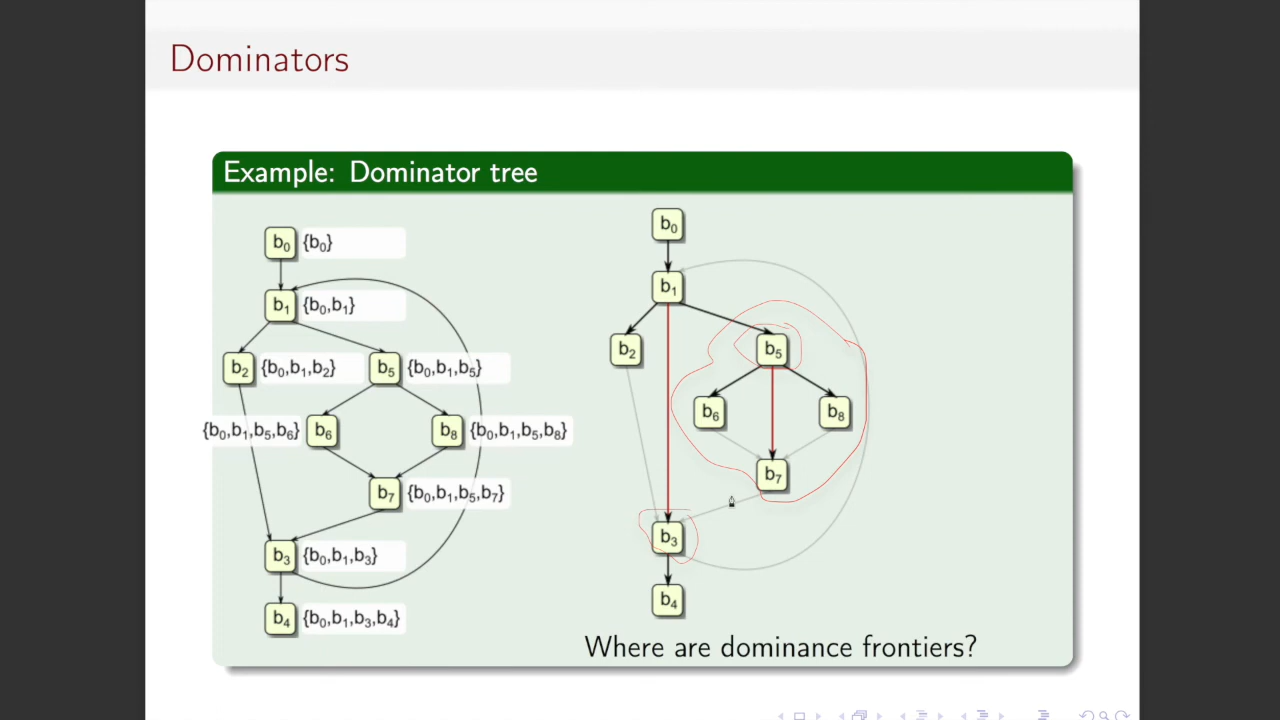 Dominators
Example: Dominator tree
b₀ {b₀}
b₁ {b₀,b₁}
b₂ {b₀,b₁,b₂}
b₅ {b₀,b₁,b₅}
{b₀,b₁,b₅,b₆} b₆
b₈ {b₀,b₁,b₅,b₈}
b₇ {b₀,b₁,b₅,b₇}
b₃ {b₀,b₁,b₃}
b₄ {b₀,b₁,b₃,b₄}
b₀
b₁
b₂
b₅
b₆
b₈
b₇
b₃
b₄
Where are dominance frontiers?